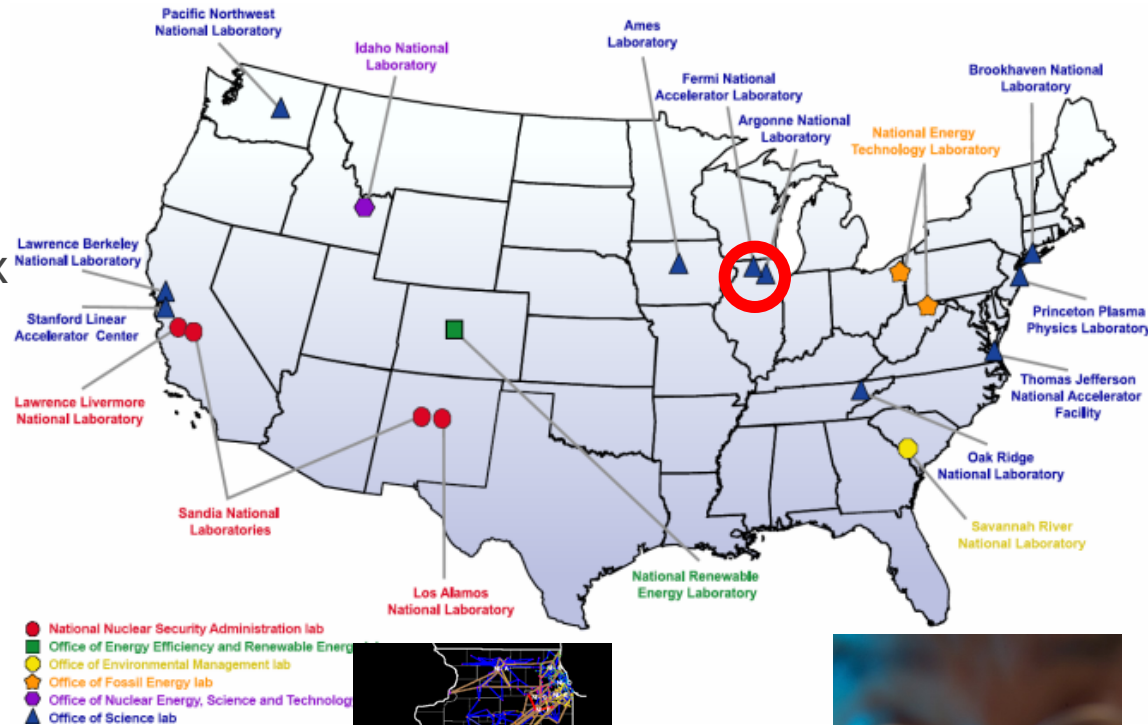 Pacific Northwest
National Laboratory
Idaho National
Laboratory
Ames
Laboratory
Fermi National
Accelerator Laboratory
Argonne National
Laboratory
Brookhaven National
Laboratory
National Energy
Technology Laboratory
Lawrence Berkeley
National Laboratory
x
Stanford Linear
Accelerator Center
Princeton Plasma
Physics Laboratory
Lawrence Livermore
National Laboratory
Thomas Jefferson
National Accelerator
Facility
Oak Ridge
National Laboratory
Sandia National
Laboratories
Savannah River
National Laboratory
Los Alamos
National Laboratory
National Renewable
Energy Laboratory
National Nuclear Security Administration lab
Office of Energy Efficiency and Renewable Energy
Office of Environmental Management lab
Office of Fossil Energy lab
Office of Nuclear Energy, Science and Technology
Office of Science lab